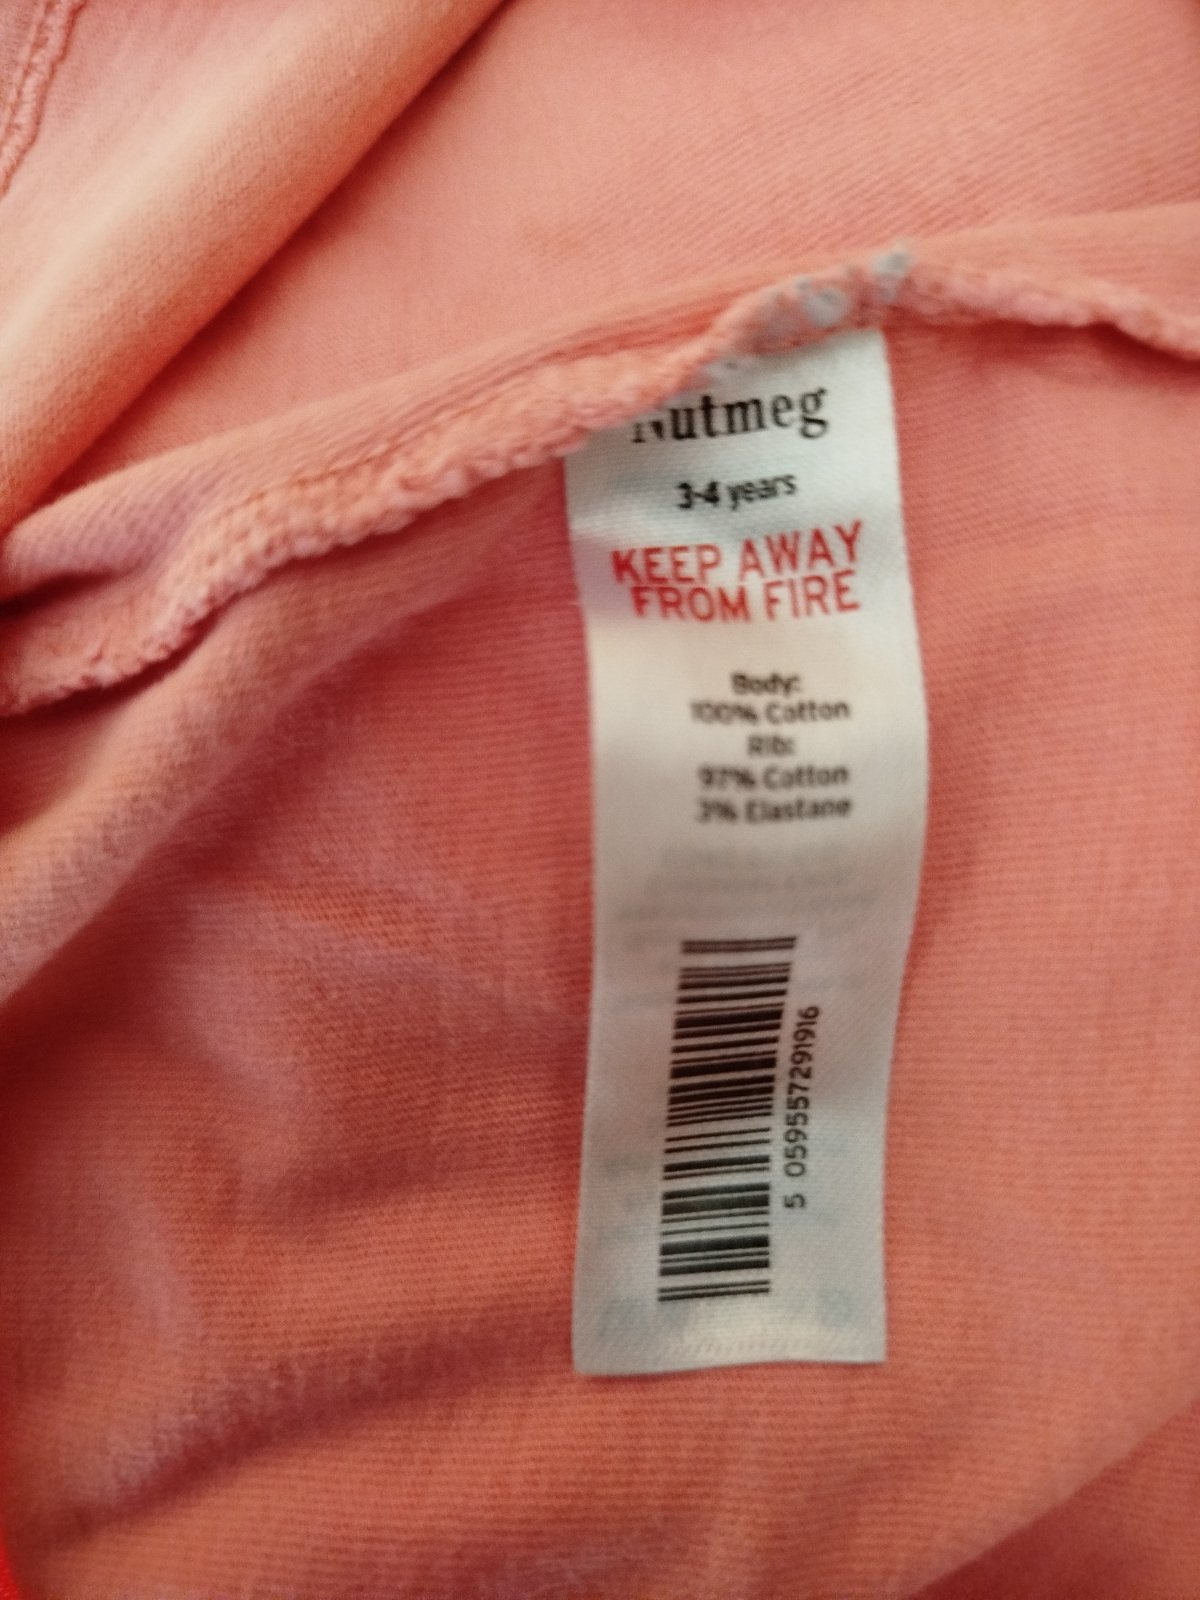 Nutmeg
3-4 years
KEEP AWAY
FROM FIRE
Body:
100% Cotton
Rib:
97% Cotton
3% Elastane
5 059557291916